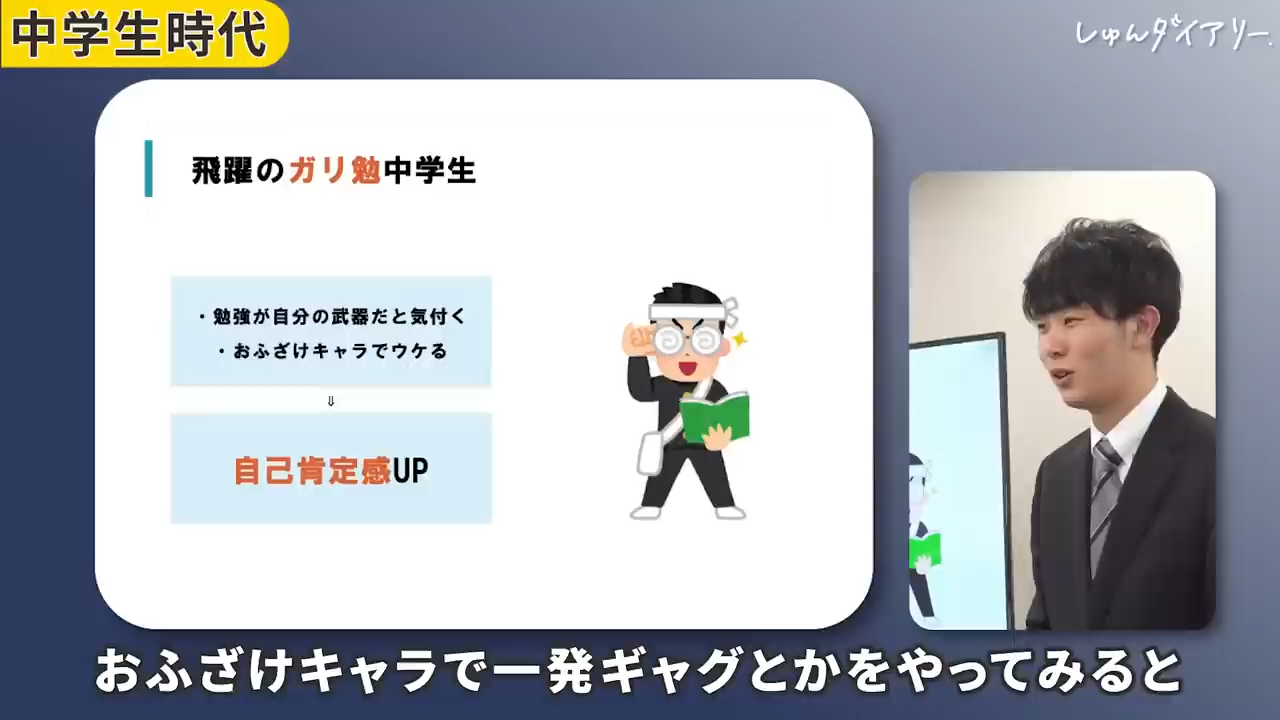 中学生時代
しゅんダイアリー.
飛躍のガリ勉中学生
・勉強が自分の武器だと気付く
・おふざけキャラでウケる
⇓
自己肯定感UP
おふざけキャラで一発ギャグとかをやってみると